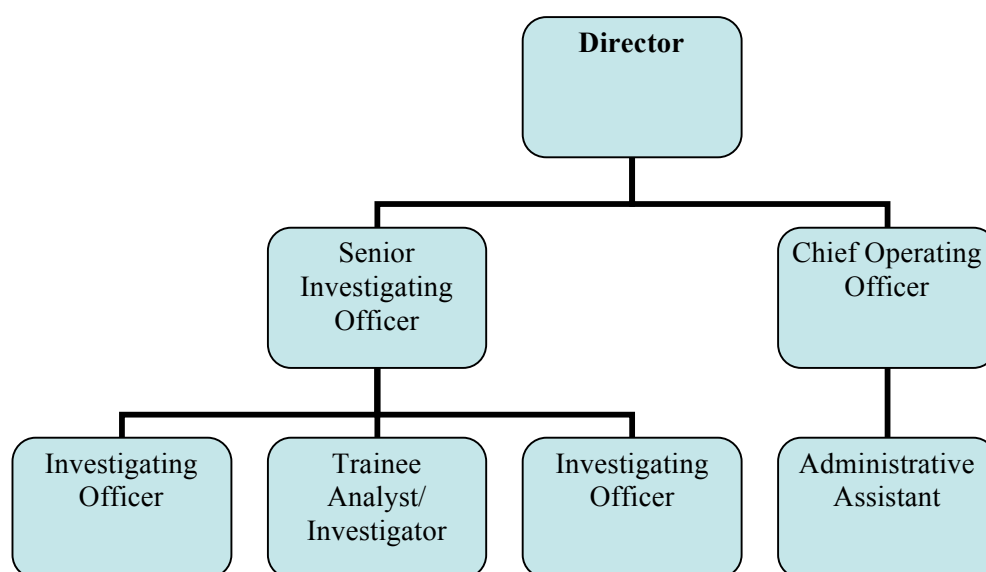 Director
Senior
Investigating
Officer
Chief Operating
Officer
Investigating
Officer
Trainee
Analyst/
Investigator
Investigating
Officer
Administrative
Assistant